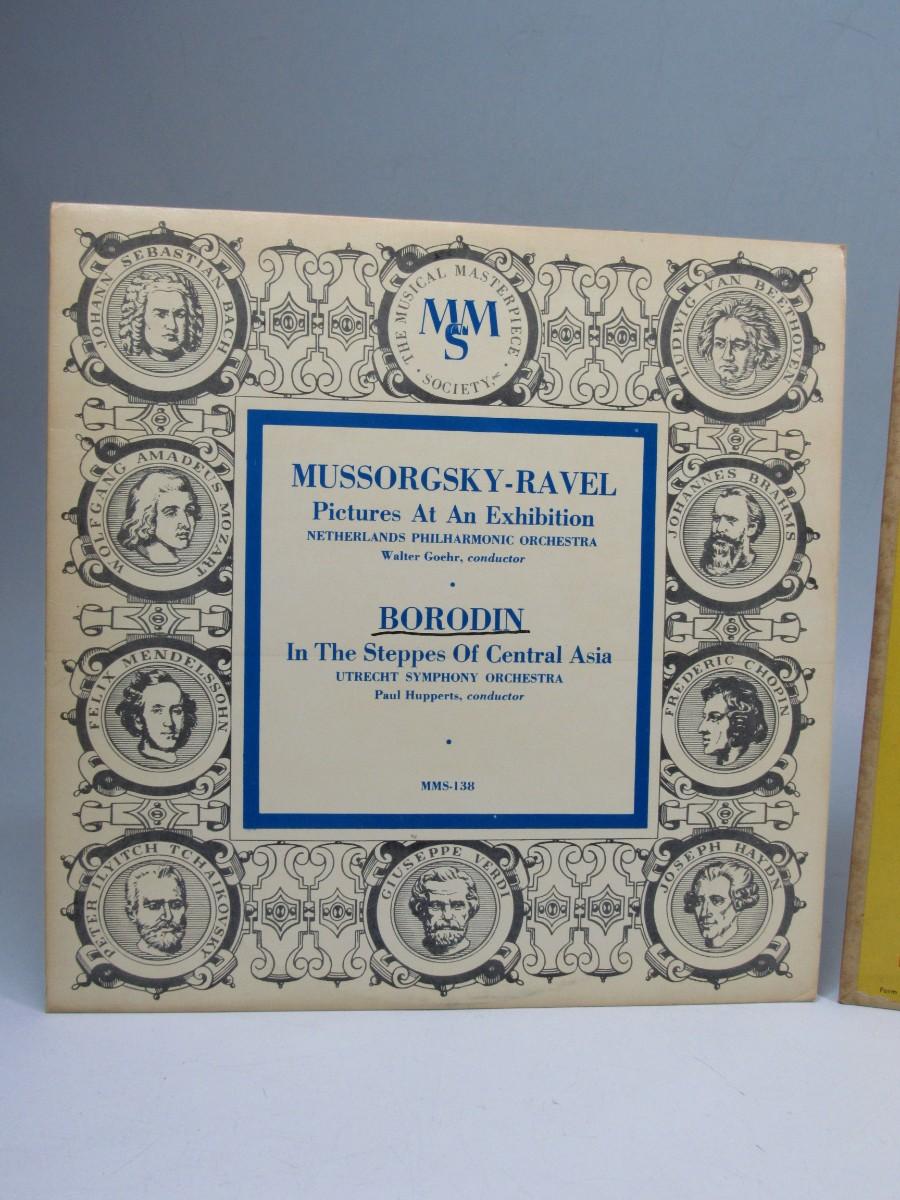 JOHANN SEBASTIAN BACH
THE MUSICAL MASTERPIECE
MMS
SOCIETY, INC
LUDWIG VAN BEETHOVEN
WOLFGANG AMADEUS MOZART
JOHANNES BRAHMS
MUSSORGSKY-RAVEL
Pictures At An Exhibition
NETHERLANDS PHILHARMONIC ORCHESTRA
Walter Goehr, conductor
BORODIN
In The Steppes Of Central Asia
UTRECHT SYMPHONY ORCHESTRA
Paul Hupperts, conductor
MMS-138
FELIX MENDELSSOHN
FREDERIC CHOPIN
PETER ILYITCH TCHAIKOVSKY
GIUSEPPE VERDI
JOSEPH HAYDN
Form